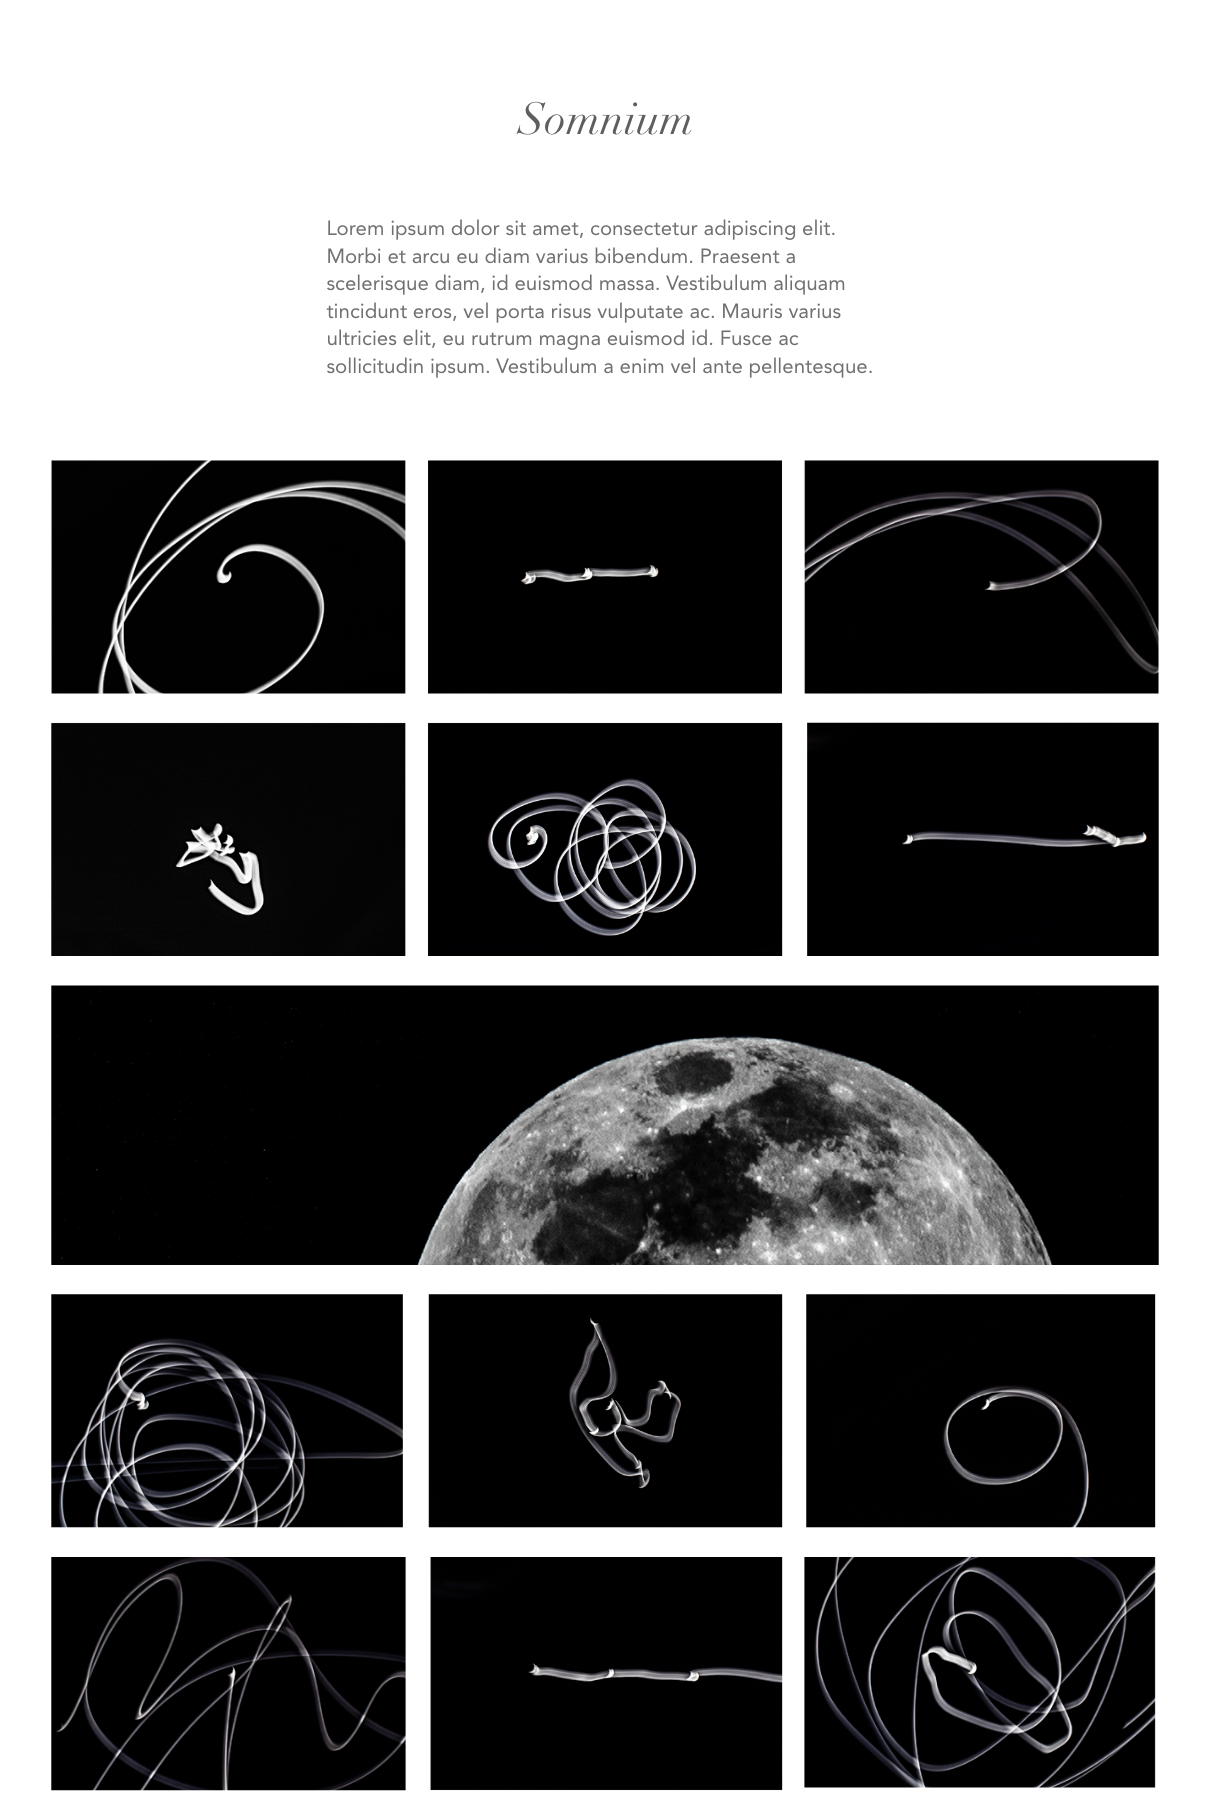 Somnium
Lorem ipsum dolor sit amet, consectetur adipiscing elit.
Morbi et arcu eu diam varius bibendum. Praesent a
scelerisque diam, id euismod massa. Vestibulum aliquam
tincidunt eros, vel porta risus vulputate ac. Mauris varius
ultricies elit, eu rutrum magna euismod id. Fusce ac
sollicitudin ipsum. Vestibulum a enim vel ante pellentesque.